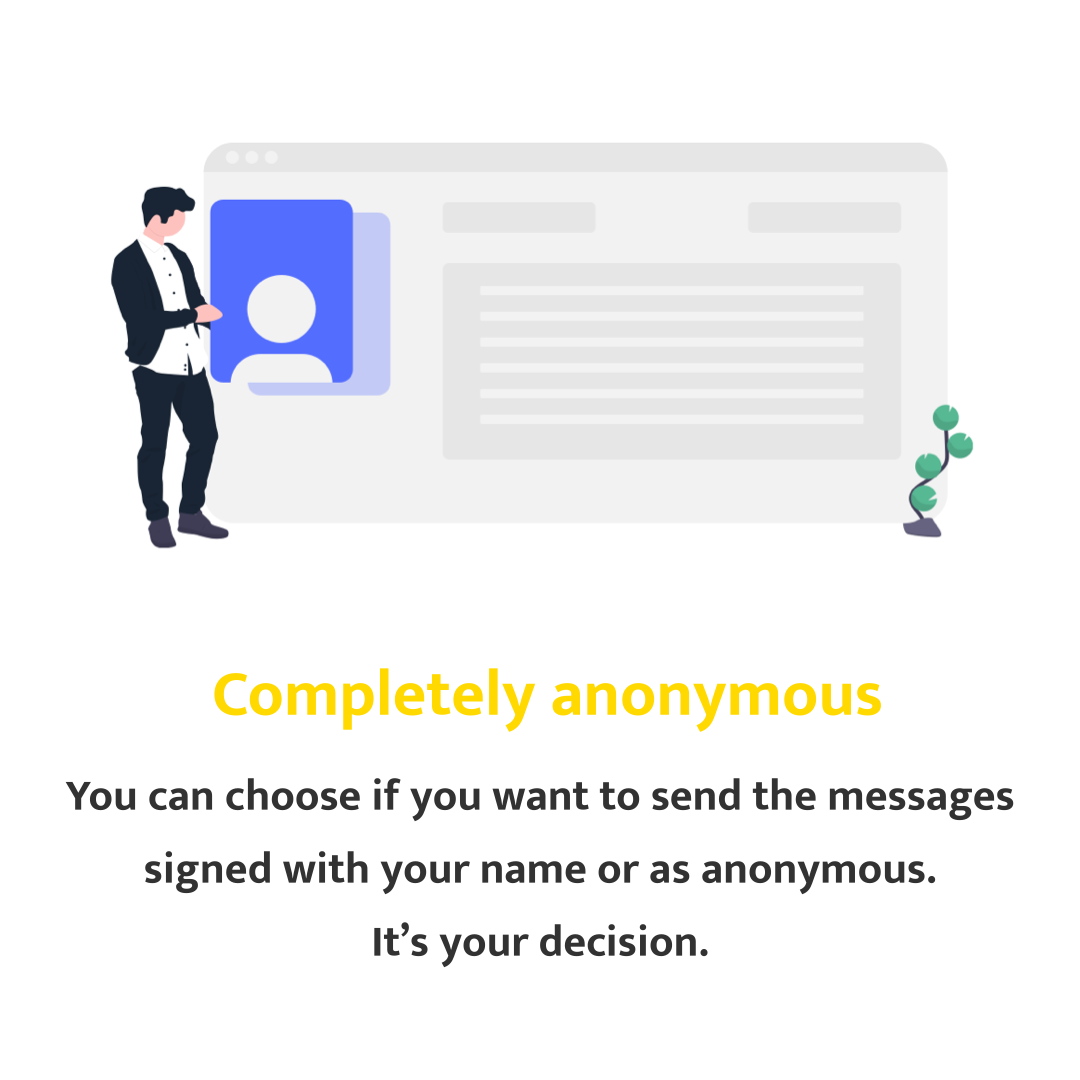 Completely anonymous
You can choose if you want to send the messages
signed with your name or as anonymous.
It’s your decision.